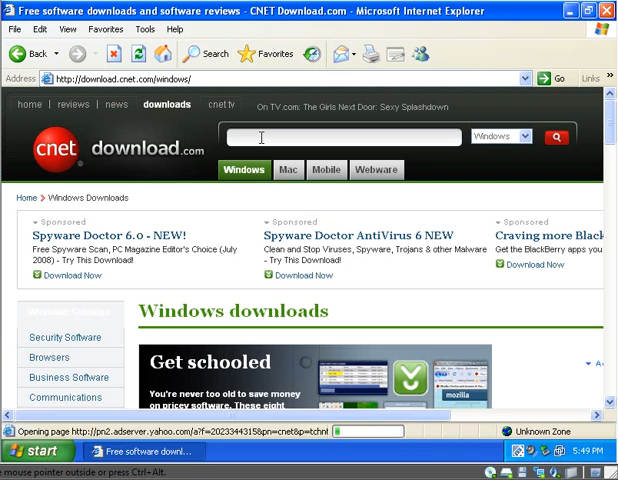 Free software downloads and software reviews - CNET Download.com - Microsoft Internet Explorer
File Edit View Favorites Tools Help
Back Search Favorites
Address http://download.cnet.com/windows/ Go Links »
home reviews news downloads cnet tv On TV.com: The Girls Next Door: Sexy Splashdown
cnet download.com Windows
Windows Mac Mobile Webware
Home > Windows Downloads
Sponsored Sponsored Sponsored
Spyware Doctor 6.0 - NEW! Spyware Doctor AntiVirus 6 NEW Craving more Black
Free Spyware Scan, PC Magazine Editor's Choice (July Clean and Stop Viruses, Spyware, Trojans & other Malware Get the BlackBerry apps you
2008) - Try This Download! - Try This Download! Download Now
Download Now Download Now
Windows Software
Windows downloads
Security Software
Browsers
Business Software
Communications
Get schooled
You're never too old to save money
on pricey software. These eight
mozilla
Opening page http://pn2.adserver.yahoo.com/a?f=2023344315&pn=cnet&p=tchnt Unknown Zone
start Free software downl... 5:49 PM
e mouse pointer outside or press Ctrl+Alt.